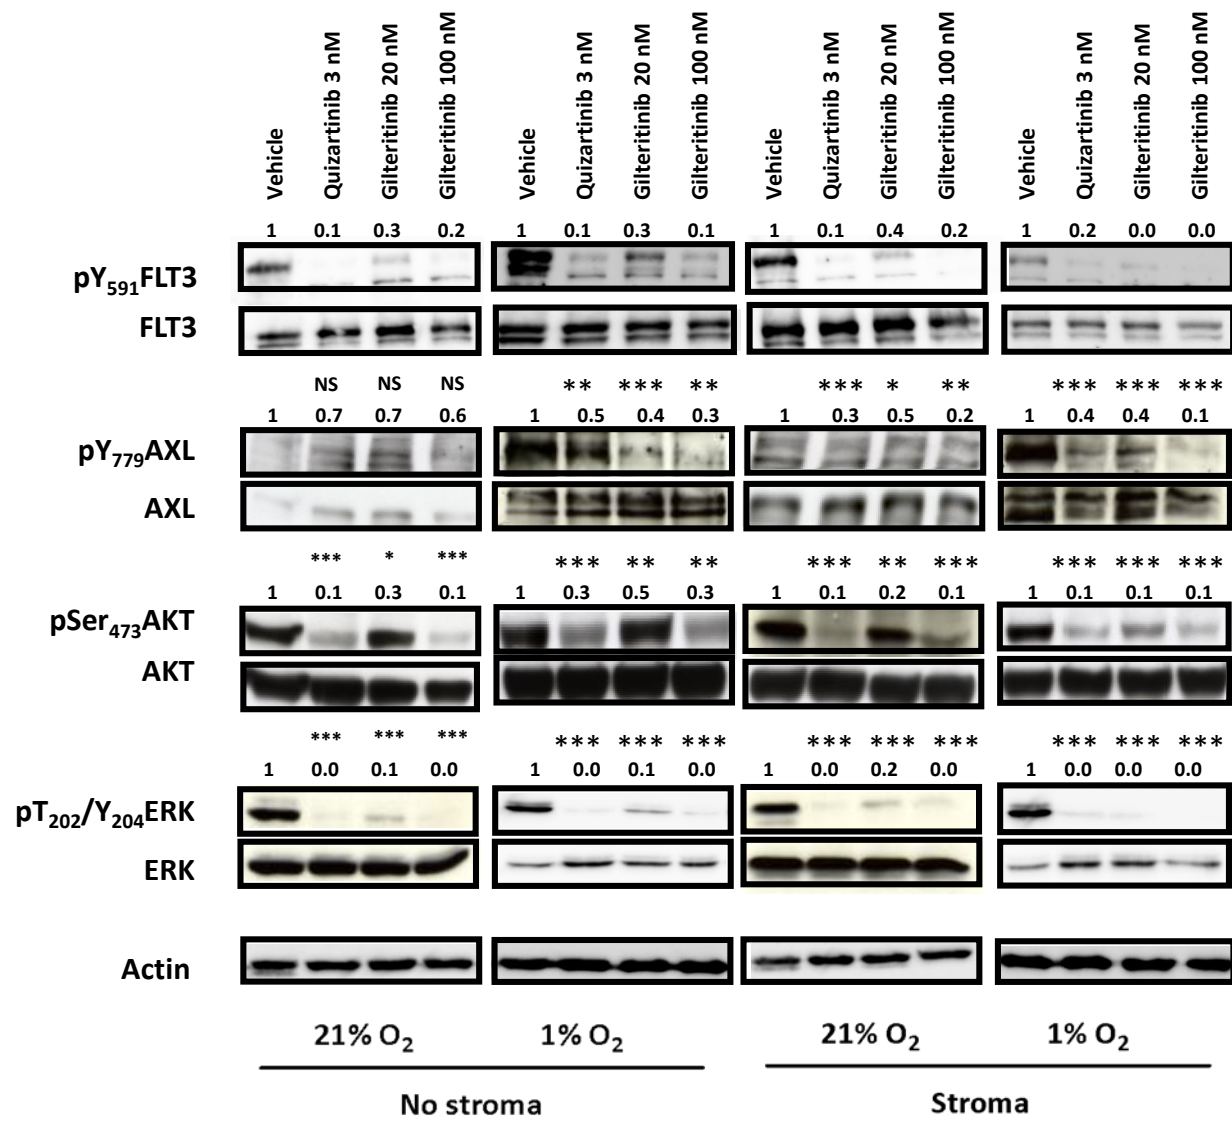 Vehicle Quizartinib 3 nM Gilteritinib 20 nM Gilteritinib 100 nM Vehicle Quizartinib 3 nM Gilteritinib 20 nM Gilteritinib 100 nM Vehicle Quizartinib 3 nM Gilteritinib 20 nM Gilteritinib 100 nM Vehicle Quizartinib 3 nM Gilteritinib 20 nM Gilteritinib 100 nM
1 0.1 0.3 0.2 1 0.1 0.3 0.1 1 0.1 0.4 0.2 1 0.2 0.0 0.0
pY591FLT3
FLT3
NS NS NS ** *** ** *** * ** *** *** ***
1 0.7 0.7 0.6 1 0.5 0.4 0.3 1 0.3 0.5 0.2 1 0.4 0.4 0.1
pY779AXL
AXL
*** * *** *** ** ** *** ** *** *** *** ***
1 0.1 0.3 0.1 1 0.3 0.5 0.3 1 0.1 0.2 0.1 1 0.1 0.1 0.1
pSer473AKT
AKT
*** *** *** *** *** *** *** *** *** *** *** ***
1 0.0 0.1 0.0 1 0.0 0.1 0.0 1 0.0 0.2 0.0 1 0.0 0.0 0.0
pT202/Y204ERK
ERK
Actin
21% O2 1% O2 21% O2 1% O2
No stroma Stroma